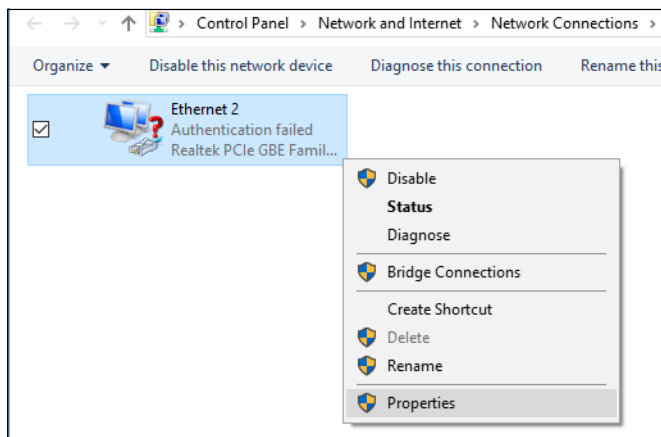 Control Panel > Network and Internet > Network Connections >
Organize Disable this network device Diagnose this connection Rename this
Ethernet 2
Authentication failed
Realtek PCIe GBE Famil...
Disable
Status
Diagnose
Bridge Connections
Create Shortcut
Delete
Rename
Properties